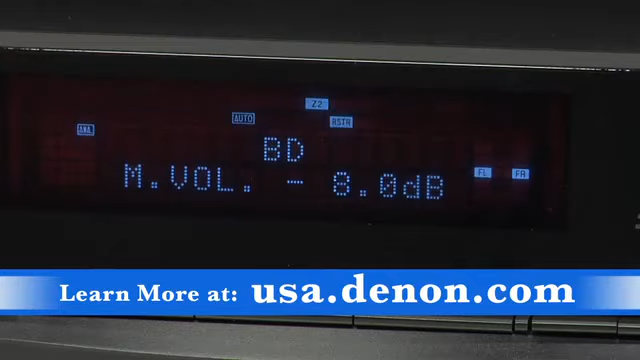 Z2
AUTO
RSTR
ANA.
BD
M.VOL. - 8.0dB
FL FR
Learn More at: usa.denon.com